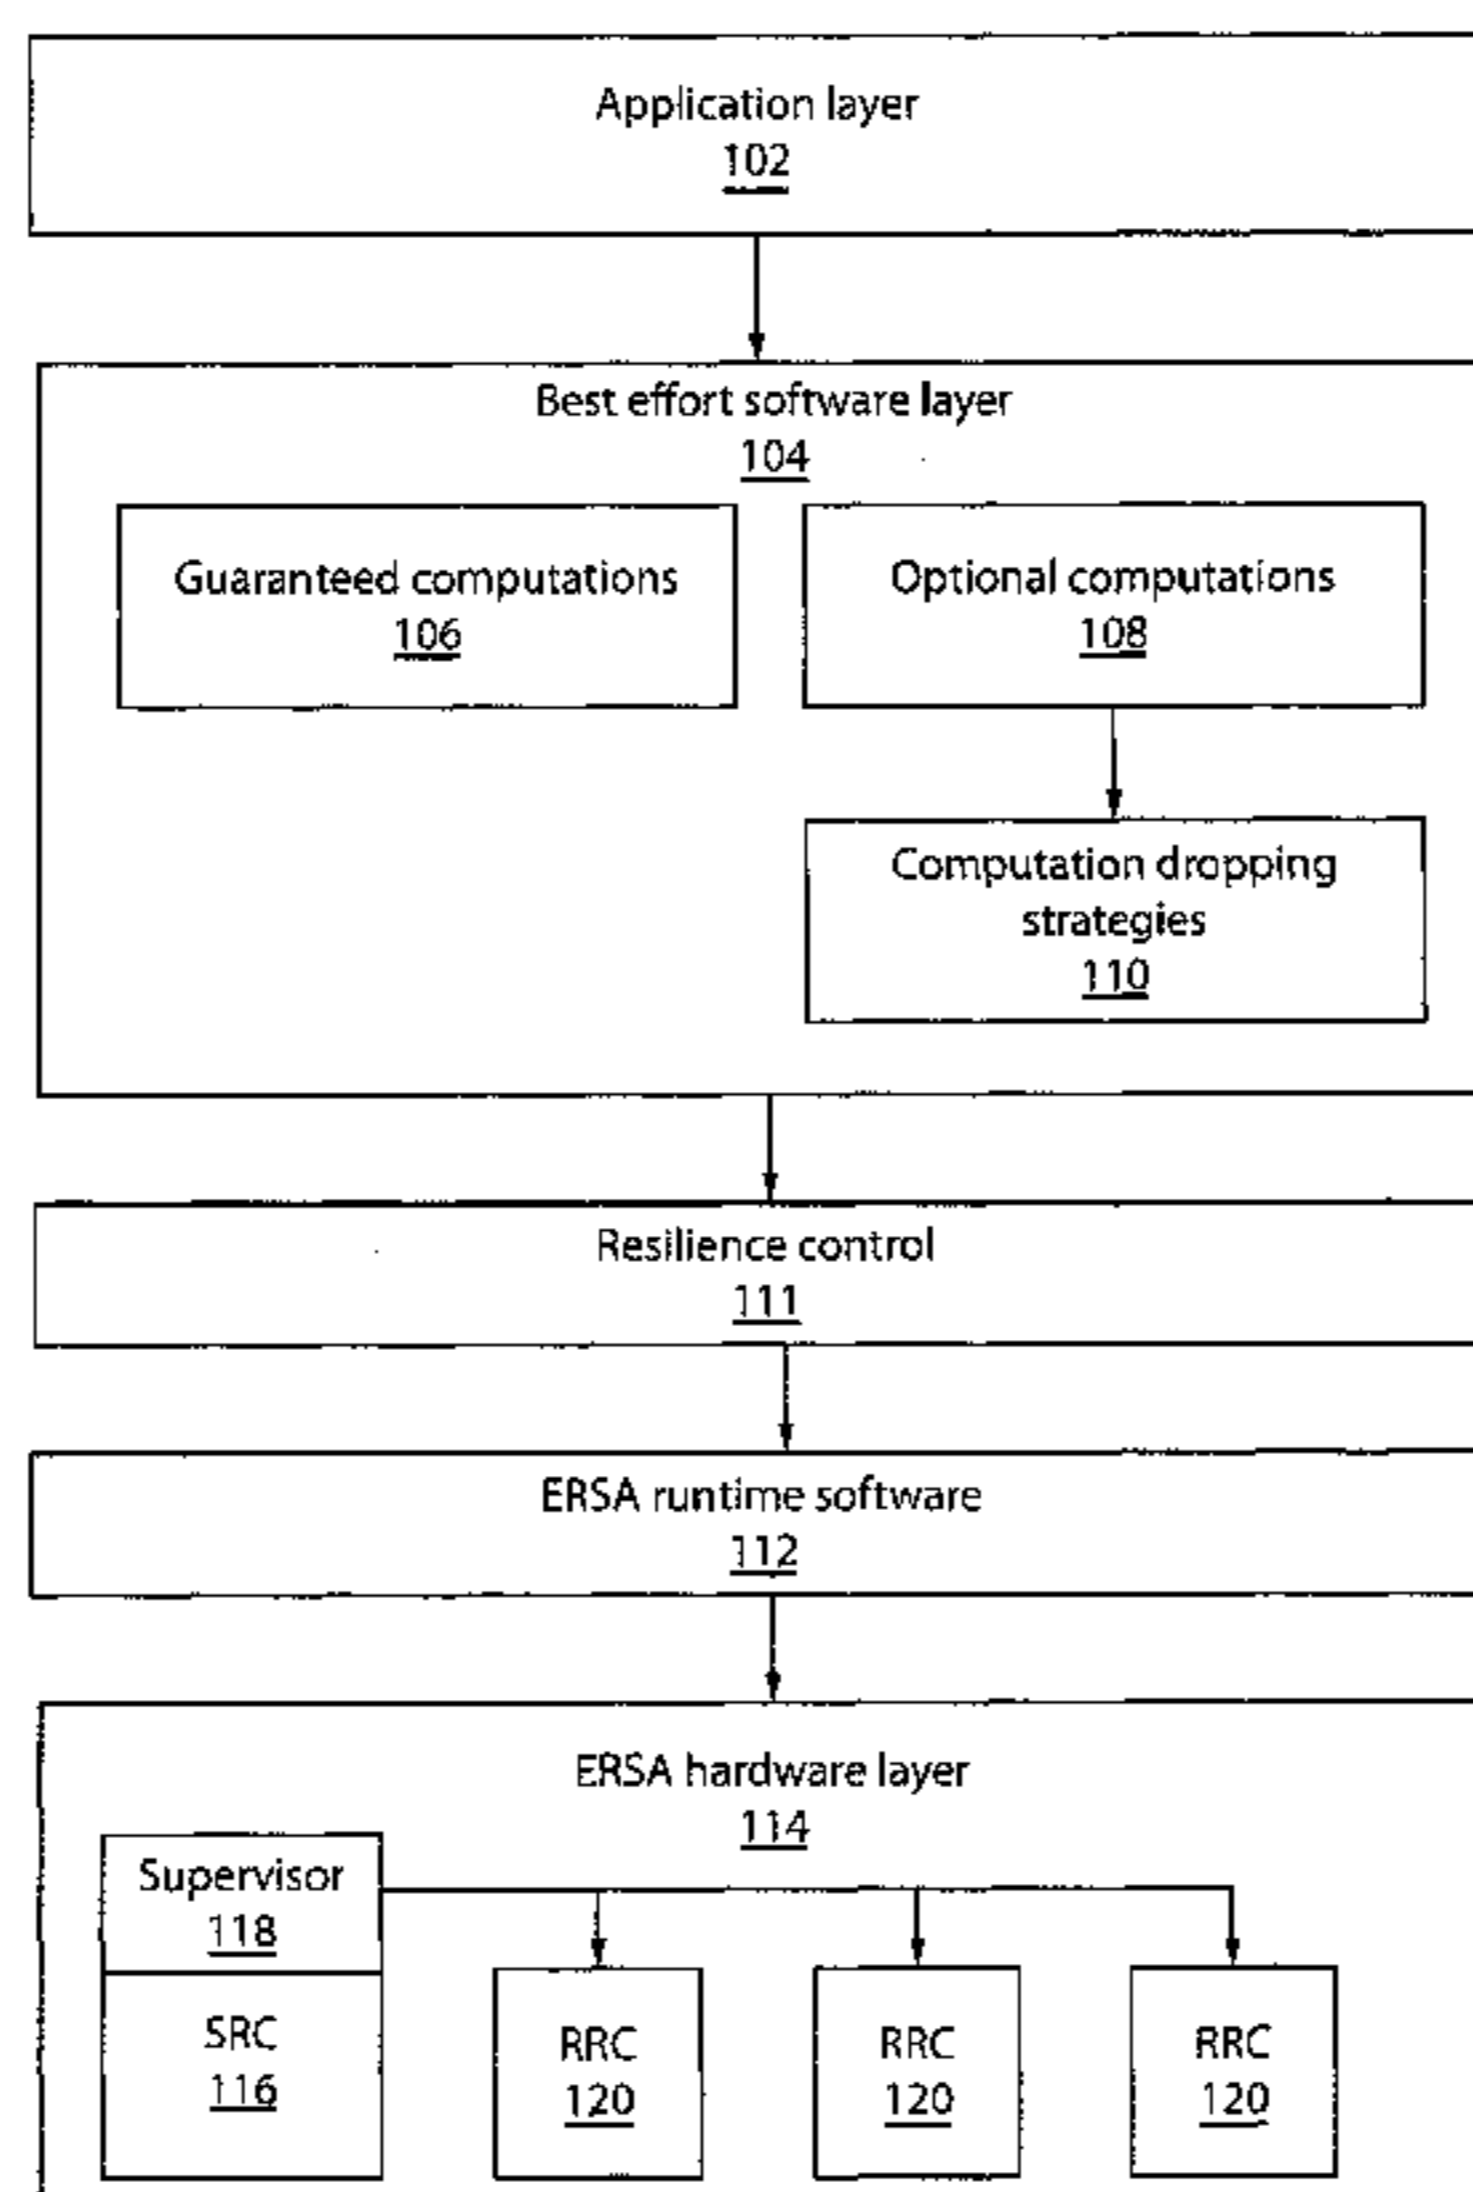 Application layer
102
Best effort software layer
104
Guaranteed computations
106
Optional computations
108
Computation dropping
strategies
110
Resilience control
111
ERSA runtime software
112
ERSA hardware layer
114
Supervisor
118
SRC
116
RRC
120
RRC
120
RRC
120